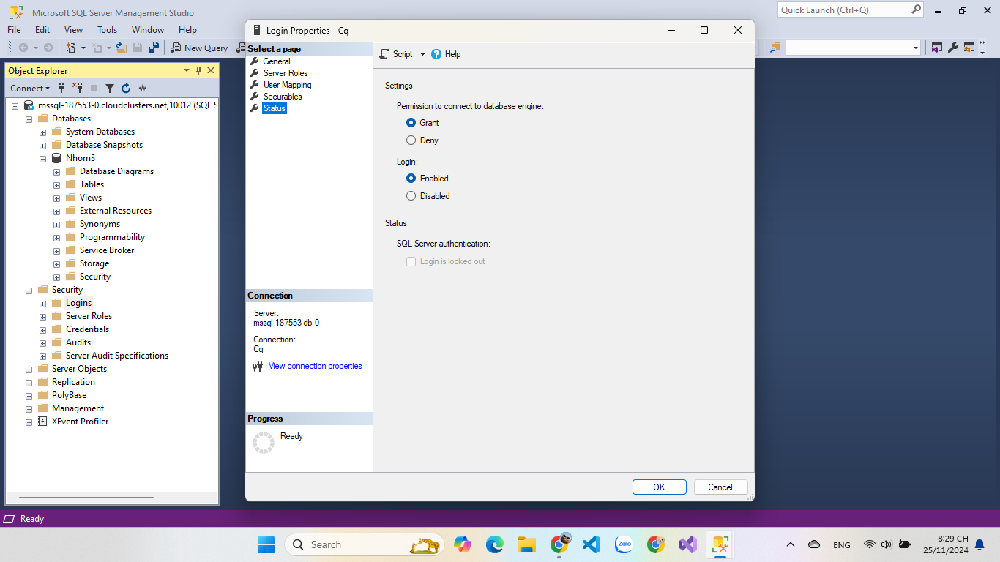 Microsoft SQL Server Management Studio
Quick Launch (Ctrl+Q)
File Edit View Tools Window Help
New Query
Object Explorer
Connect
mssql-187553-0.cloudclusters.net,10012 (SQL S
Databases
System Databases
Database Snapshots
Nhom3
Database Diagrams
Tables
Views
External Resources
Synonyms
Programmability
Service Broker
Storage
Security
Security
Logins
Server Roles
Credentials
Audits
Server Audit Specifications
Server Objects
Replication
PolyBase
Management
XEvent Profiler
Login Properties - Cq
Select a page
General
Server Roles
User Mapping
Securables
Status
Connection
Server:
mssql-187553-db-0
Connection:
Cq
View connection properties
Progress
Ready
Script Help
Settings
Permission to connect to database engine:
Grant
Deny
Login:
Enabled
Disabled
Status
SQL Server authentication:
Login is locked out
OK Cancel
Ready
Search
Zalo
ENG
8:29 CH
25/11/2024